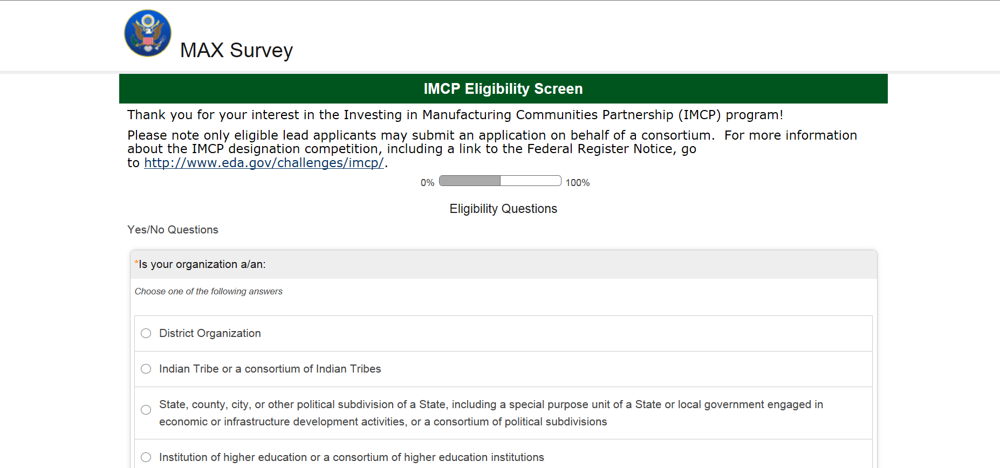 MAX Survey
IMCP Eligibility Screen
Thank you for your interest in the Investing in Manufacturing Communities Partnership (IMCP) program!
Please note only eligible lead applicants may submit an application on behalf of a consortium.  For more information
about the IMCP designation competition, including a link to the Federal Register Notice, go
to http://www.eda.gov/challenges/imcp/.
0% 100%
Eligibility Questions
Yes/No Questions
*Is your organization a/an:
Choose one of the following answers
District Organization
Indian Tribe or a consortium of Indian Tribes
State, county, city, or other political subdivision of a State, including a special purpose unit of a State or local government engaged in
economic or infrastructure development activities, or a consortium of political subdivisions
Institution of higher education or a consortium of higher education institutions